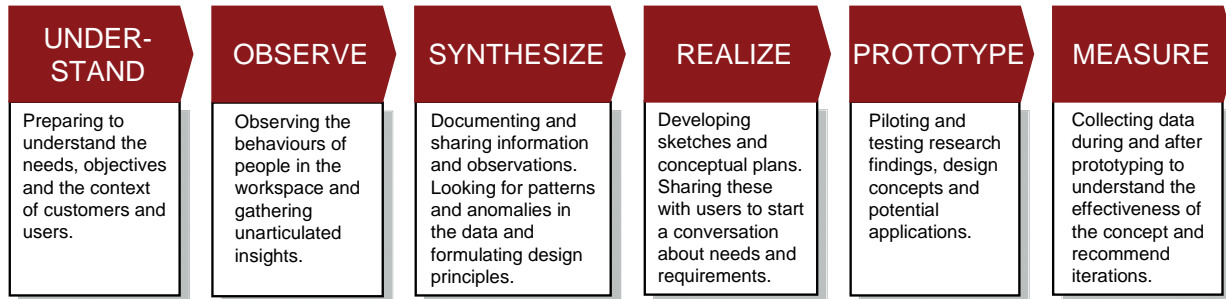 UNDER-
STAND
Preparing to
understand the
needs, objectives
and the context
of customers and
users.
OBSERVE
Observing the
behaviours of
people in the
workspace and
gathering
unarticulated
insights.
SYNTHESIZE
Documenting and
sharing information
and observations.
Looking for patterns
and anomalies in
the data and
formulating design
principles.
REALIZE
Developing
sketches and
conceptual plans.
Sharing these
with users to start
a conversation
about needs and
requirements.
PROTOTYPE
Piloting and
testing research
findings, design
concepts and
potential
applications.
MEASURE
Collecting data
during and after
prototyping to
understand the
effectiveness of
the concept and
recommend
iterations.